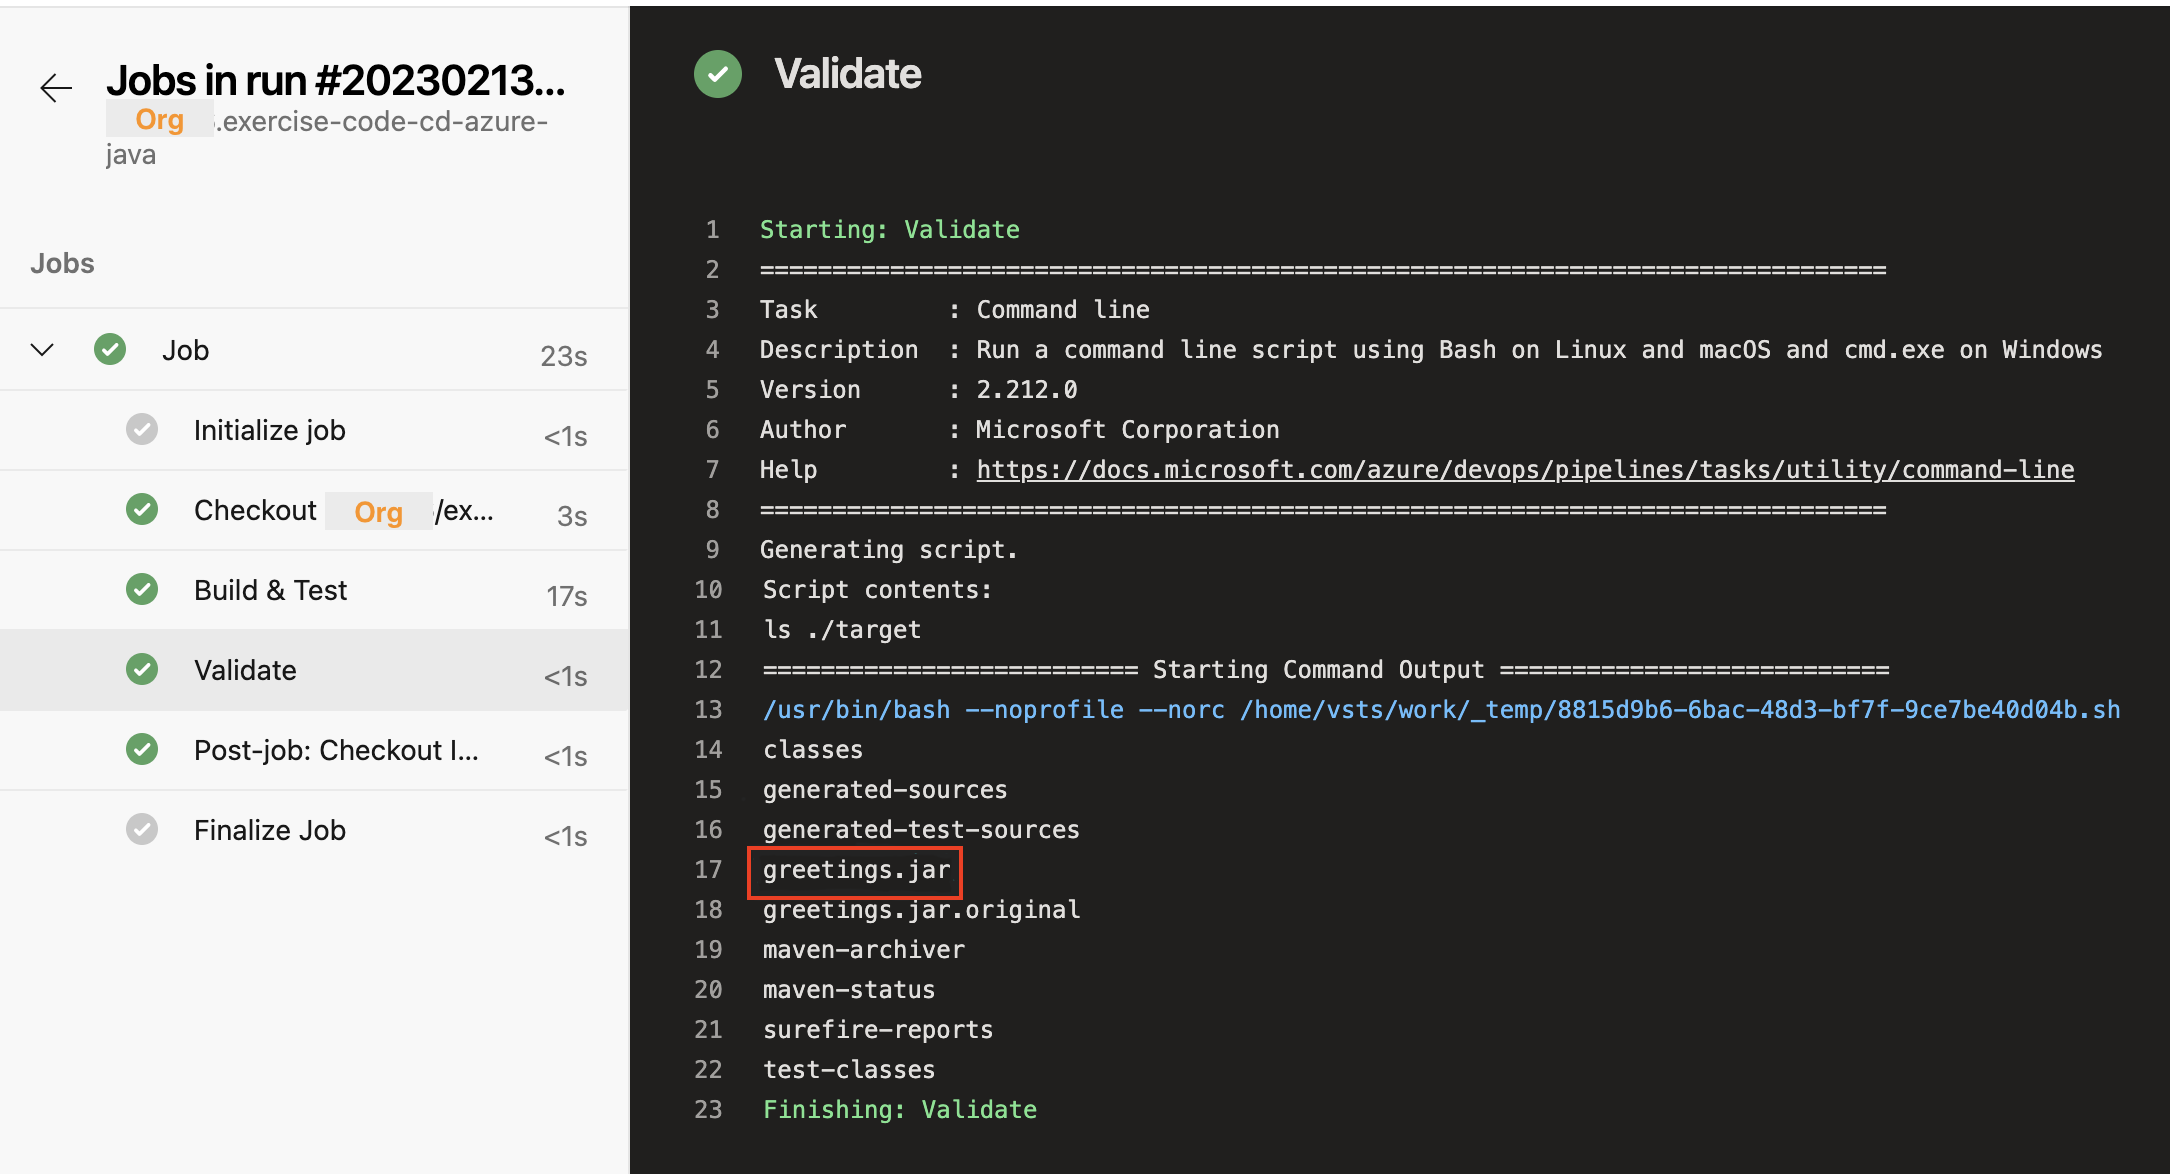 Jobs in run #20230213...
Org .exercise-code-cd-azure-
java
Jobs
Job 23s
Initialize job <1s
Checkout Org /ex... 3s
Build & Test 17s
Validate <1s
Post-job: Checkout I... <1s
Finalize Job <1s
Validate
1 Starting: Validate
2 ==============================================================================
3 Task         : Command line
4 Description  : Run a command line script using Bash on Linux and macOS and cmd.exe on Windows
5 Version      : 2.212.0
6 Author       : Microsoft Corporation
7 Help         : https://docs.microsoft.com/azure/devops/pipelines/tasks/utility/command-line
8 ==============================================================================
9 Generating script.
10 Script contents:
11 ls ./target
12 ========================== Starting Command Output ===========================
13 /usr/bin/bash --noprofile --norc /home/vsts/work/_temp/8815d9b6-6bac-48d3-bf7f-9ce7be40d04b.sh
14 classes
15 generated-sources
16 generated-test-sources
17 greetings.jar
18 greetings.jar.original
19 maven-archiver
20 maven-status
21 surefire-reports
22 test-classes
23 Finishing: Validate